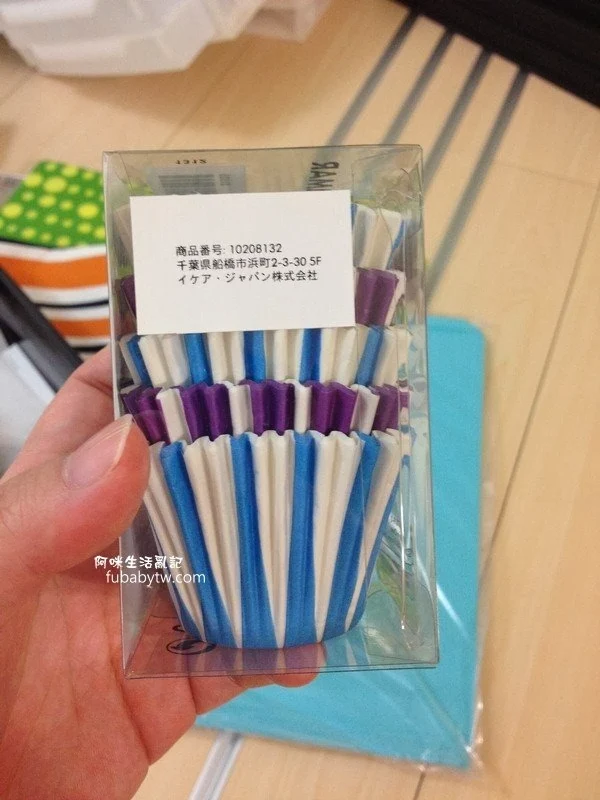 1312
商品番号: 10208132
千葉県船橋市浜町2-3-30 5F
イケア・ジャパン株式会社
阿咪生活亂記
fubabytw.com